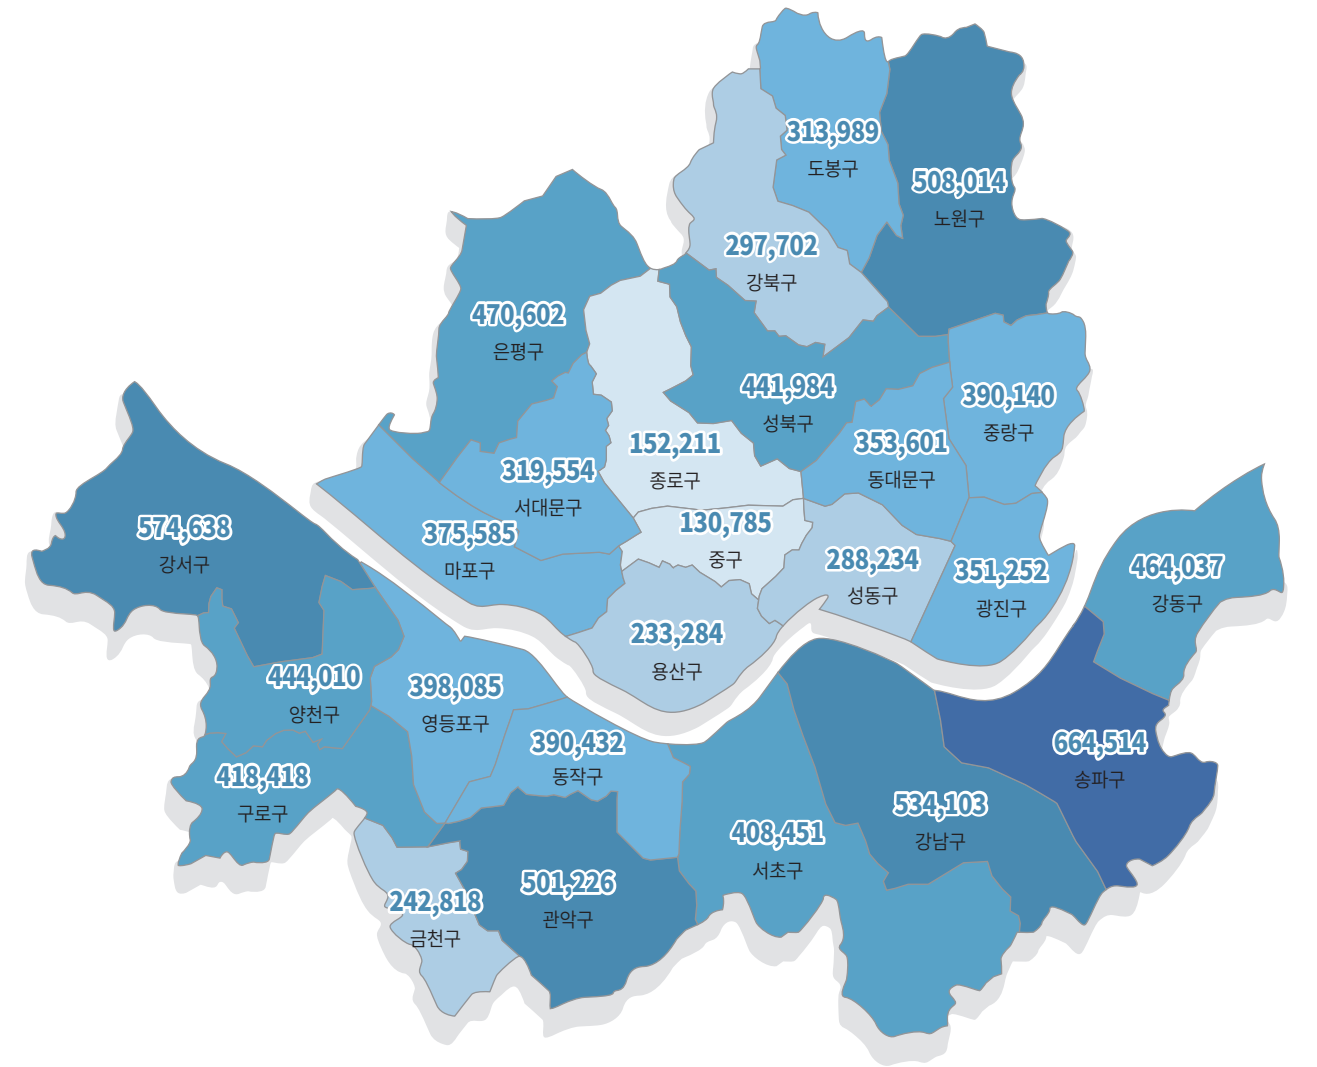 313,989
도봉구
508,014
노원구
297,702
강북구
470,602
은평구
441,984
성북구
390,140
중랑구
152,211
종로구
353,601
동대문구
319,554
서대문구
574,638
강서구
375,585
마포구
130,785
중구
288,234
성동구
351,252
광진구
464,037
강동구
233,284
용산구
444,010
양천구
398,085
영등포구
390,432
동작구
664,514
송파구
418,418
구로구
534,103
강남구
408,451
서초구
501,226
관악구
242,818
금천구